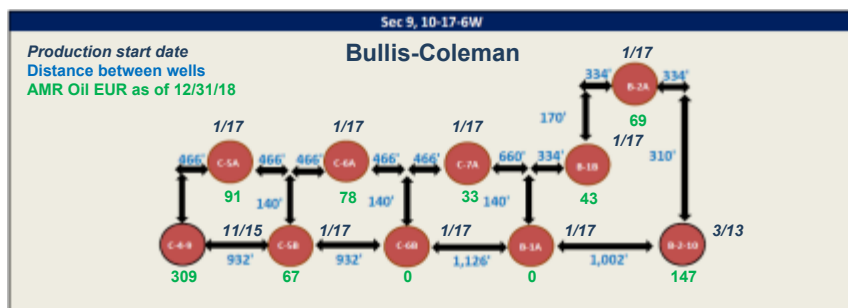 Sec 9, 10-17-6W
Bullis-Coleman
Production start date
Distance between wells
AMR Oil EUR as of 12/31/18
1/17
334'
B-2A
334'
69
170'
1/17
310'
1/17
1/17
1/17
466'
C-5A
466'
466'
C-6A
466'
466'
C-7A
660'
334'
B-1B
91
78
33
43
140'
140'
140'
C-4-9
11/15
C-5B
1/17
C-6B
1/17
B-1A
1/17
B-2-10
3/13
932'
932'
1,126'
1,002'
309
67
0
0
147